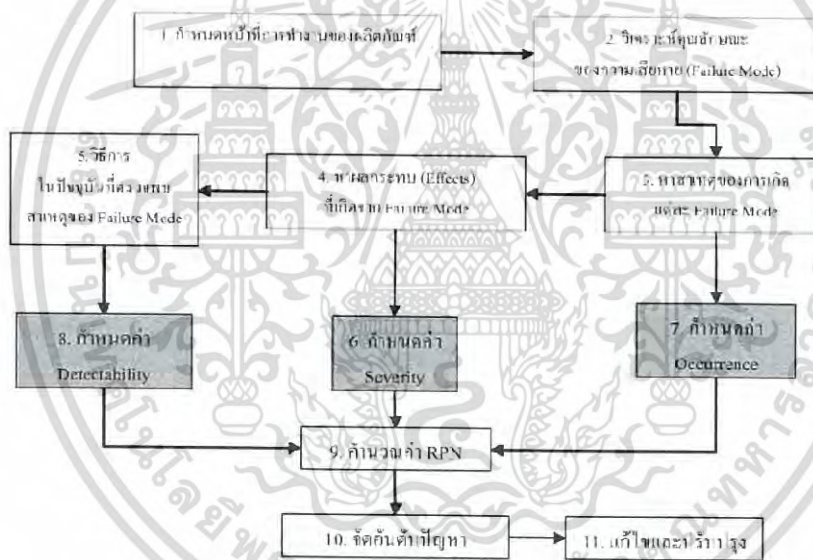 1. กำหนดหน้าที่การทำงานของผลิตภัณฑ์
2. วิเคราะห์คุณลักษณะ
ของความเสียหาย (Failure Mode)
3. หาสาเหตุของการเกิด
แต่ละ Failure Mode
4. หาผลกระทบ (Effects)
ที่เกิดจาก Failure Mode
5. วิธีการ
ในปัจจุบันที่ตรวจพบ
สาเหตุของ Failure Mode
6. กำหนดค่า
Severity
7. กำหนดค่า
Occurrence
8. กำหนดค่า
Detectability
9. คำนวณค่า RPN
10. จัดอันดับปัญหา
11. แก้ไขและปรับปรุง